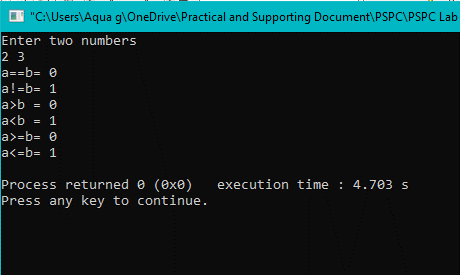 "C:\Users\Aqua g\OneDrive\Practical and Supporting Document\PSPC\PSPC Lab
Enter two numbers
2 3
a==b= 0
a!=b= 1
a>b = 0
a<b = 1
a>=b= 0
a<=b= 1
Process returned 0 (0x0)   execution time : 4.703 s
Press any key to continue.